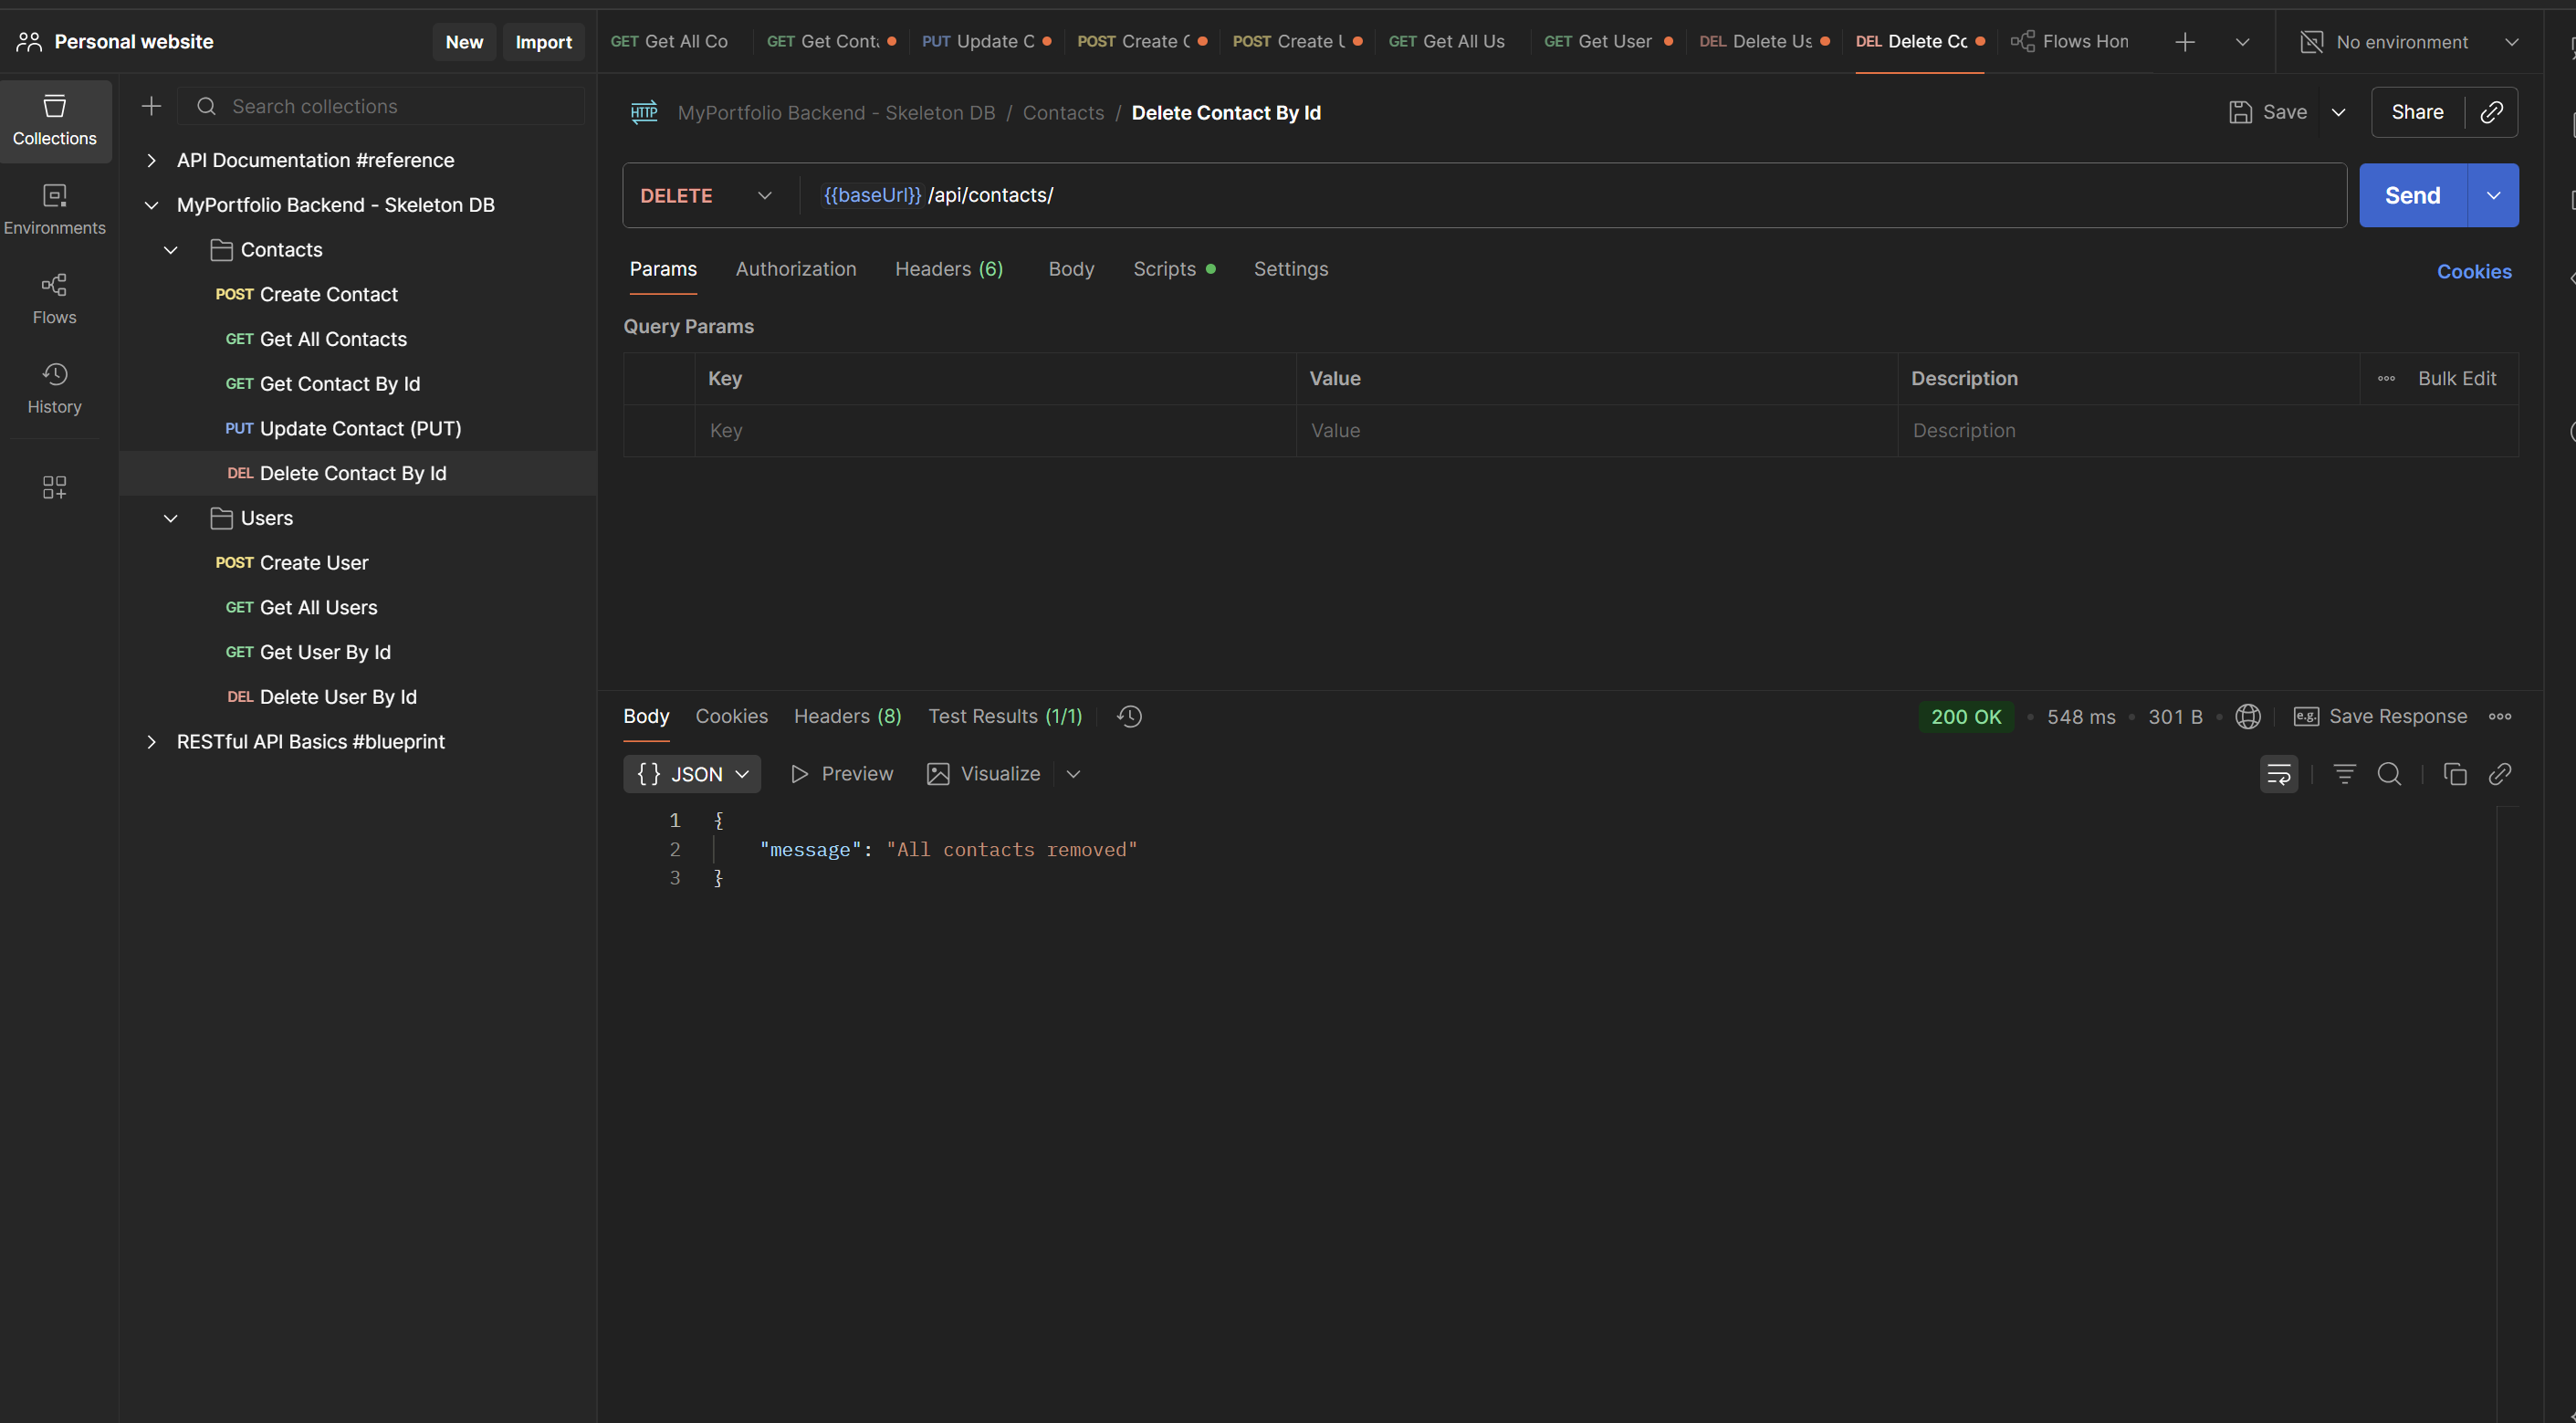 Personal website
New
Import
GET Get All Co
GET Get Cont
PUT Update C
POST Create C
POST Create U
GET Get All Us
GET Get User
DEL Delete Us
DEL Delete Co
Flows Hon
No environment
Collections
Environments
Flows
History
Search collections
API Documentation #reference
MyPortfolio Backend - Skeleton DB
Contacts
POST Create Contact
GET Get All Contacts
GET Get Contact By Id
PUT Update Contact (PUT)
DEL Delete Contact By Id
Users
POST Create User
GET Get All Users
GET Get User By Id
DEL Delete User By Id
RESTful API Basics #blueprint
HTTP
MyPortfolio Backend - Skeleton DB / Contacts / Delete Contact By Id
Save
Share
DELETE
{{baseUrl}} /api/contacts/
Send
Params
Authorization
Headers (6)
Body
Scripts
Settings
Cookies
Query Params
Key Value Description Bulk Edit
Key Value Description
Body
Cookies
Headers (8)
Test Results (1/1)
200 OK • 548 ms • 301 B
e.g. Save Response
{} JSON
Preview
Visualize
1 {
2 "message": "All contacts removed"
3 }